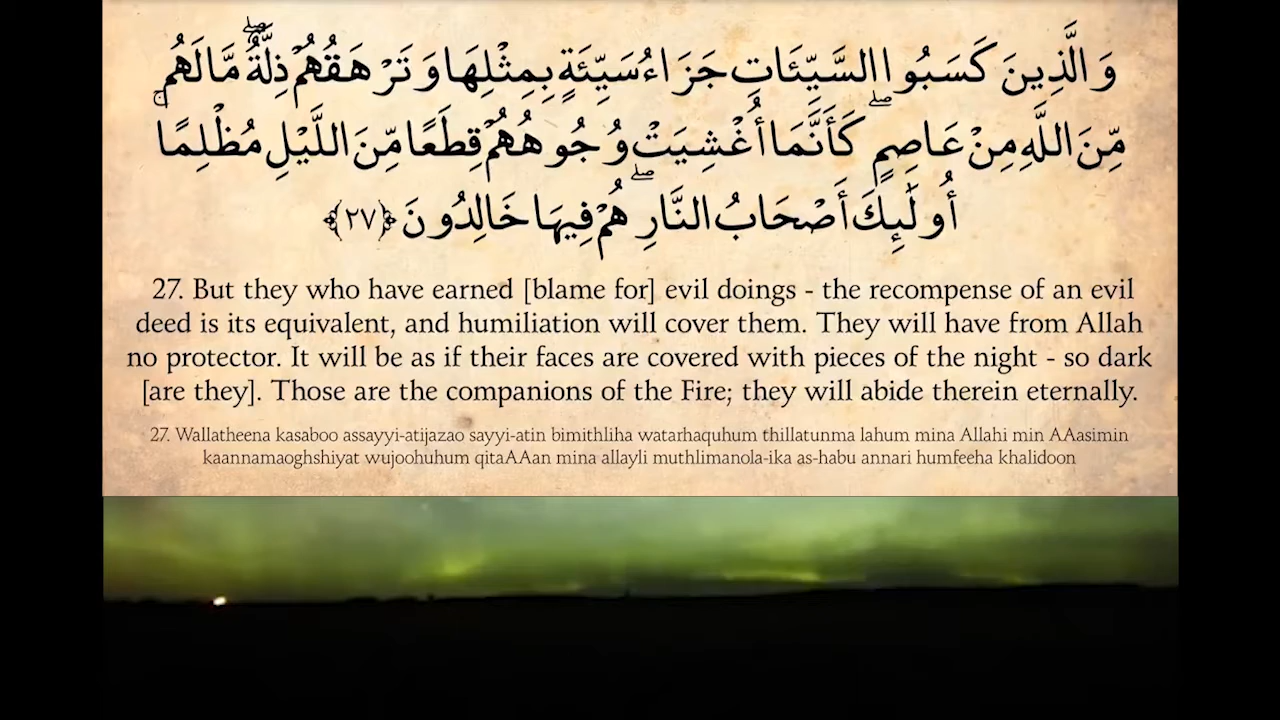 وَالَّذِينَ كَسَبُوا السَّيِّئَاتِ جَزَاءُ سَيِّئَةٍ بِمِثْلِهَا وَتَرْهَقُهُمْ ذِلَّةٌ ۖ مَّا لَهُم
مِّنَ اللَّهِ مِنْ عَاصِمٍ ۖ كَأَنَّمَا أُغْشِيَتْ وُجُوهُهُمْ قِطَعًا مِّنَ اللَّيْلِ مُظْلِمًا ۚ
أُولَٰئِكَ أَصْحَابُ النَّارِ ۖ هُمْ فِيهَا خَالِدُونَ ﴿٢٧﴾
27. But they who have earned [blame for] evil doings - the recompense of an evil
deed is its equivalent, and humiliation will cover them. They will have from Allah
no protector. It will be as if their faces are covered with pieces of the night - so dark
[are they]. Those are the companions of the Fire; they will abide therein eternally.
27. Wallatheena kasaboo assayyi-atijazao sayyi-atin bimithliha watarhaquhum thillatunma lahum mina Allahi min AAasimin
kaannamaoghshiyat wujoohuhum qitaAAan mina allayli muthlimanola-ika as-habu annari humfeeha khalidoon